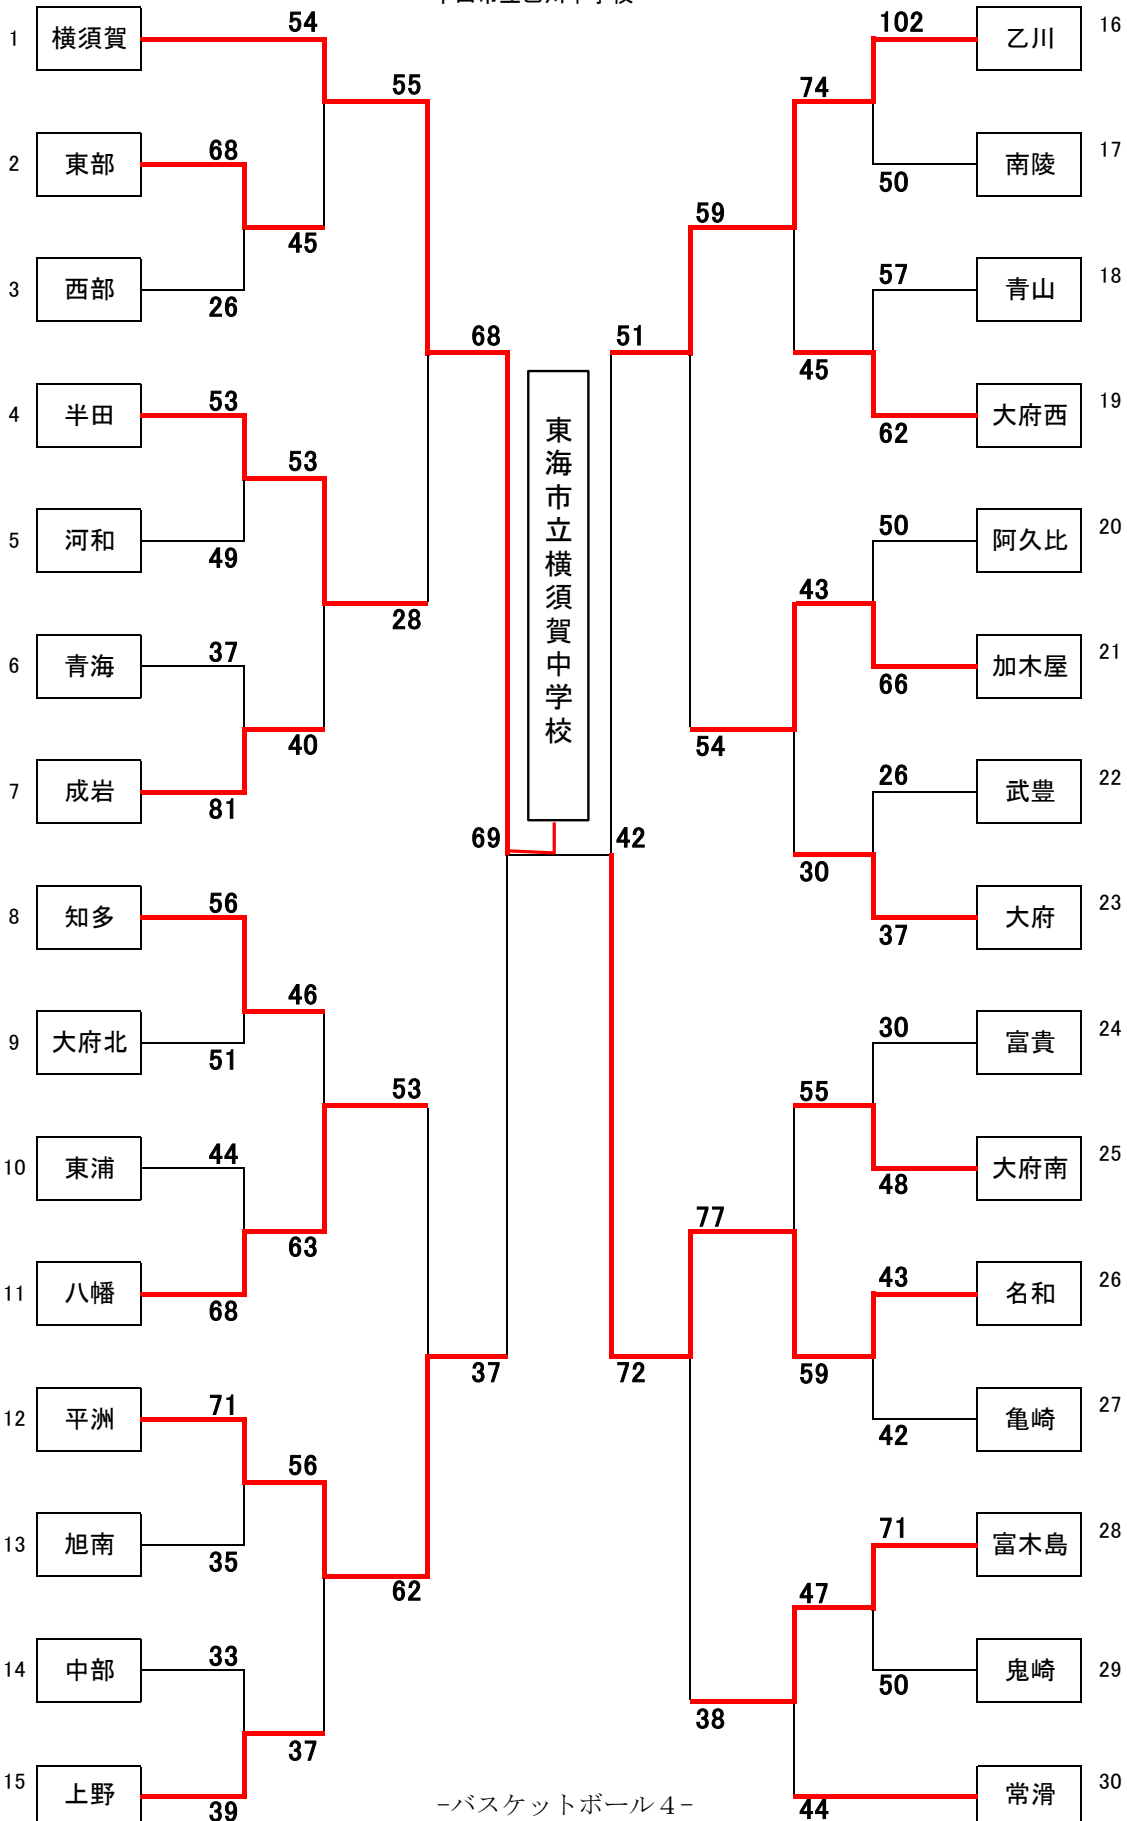 1 横須賀 54
55
2 東部 68
45
3 西部 26
68
4 半田 53
53
5 河和 49
28
6 青海 37
40
7 成岩 81
69
8 知多 56
46
9 大府北 51
53
10 東浦 44
63
11 八幡 68
37
12 平洲 71
56
13 旭南 35
62
14 中部 33
37
15 上野 39
東海市立横須賀中学校
102 乙川 16
74
50 南陵 17
59
57 青山 18
45
62 大府西 19
51
50 阿久比 20
43
66 加木屋 21
54
26 武豊 22
30
37 大府 23
42
30 富貴 24
55
48 大府南 25
77
43 名和 26
59
42 亀崎 27
72
71 富木島 28
47
50 鬼崎 29
38
44 常滑 30
-バスケットボール４-